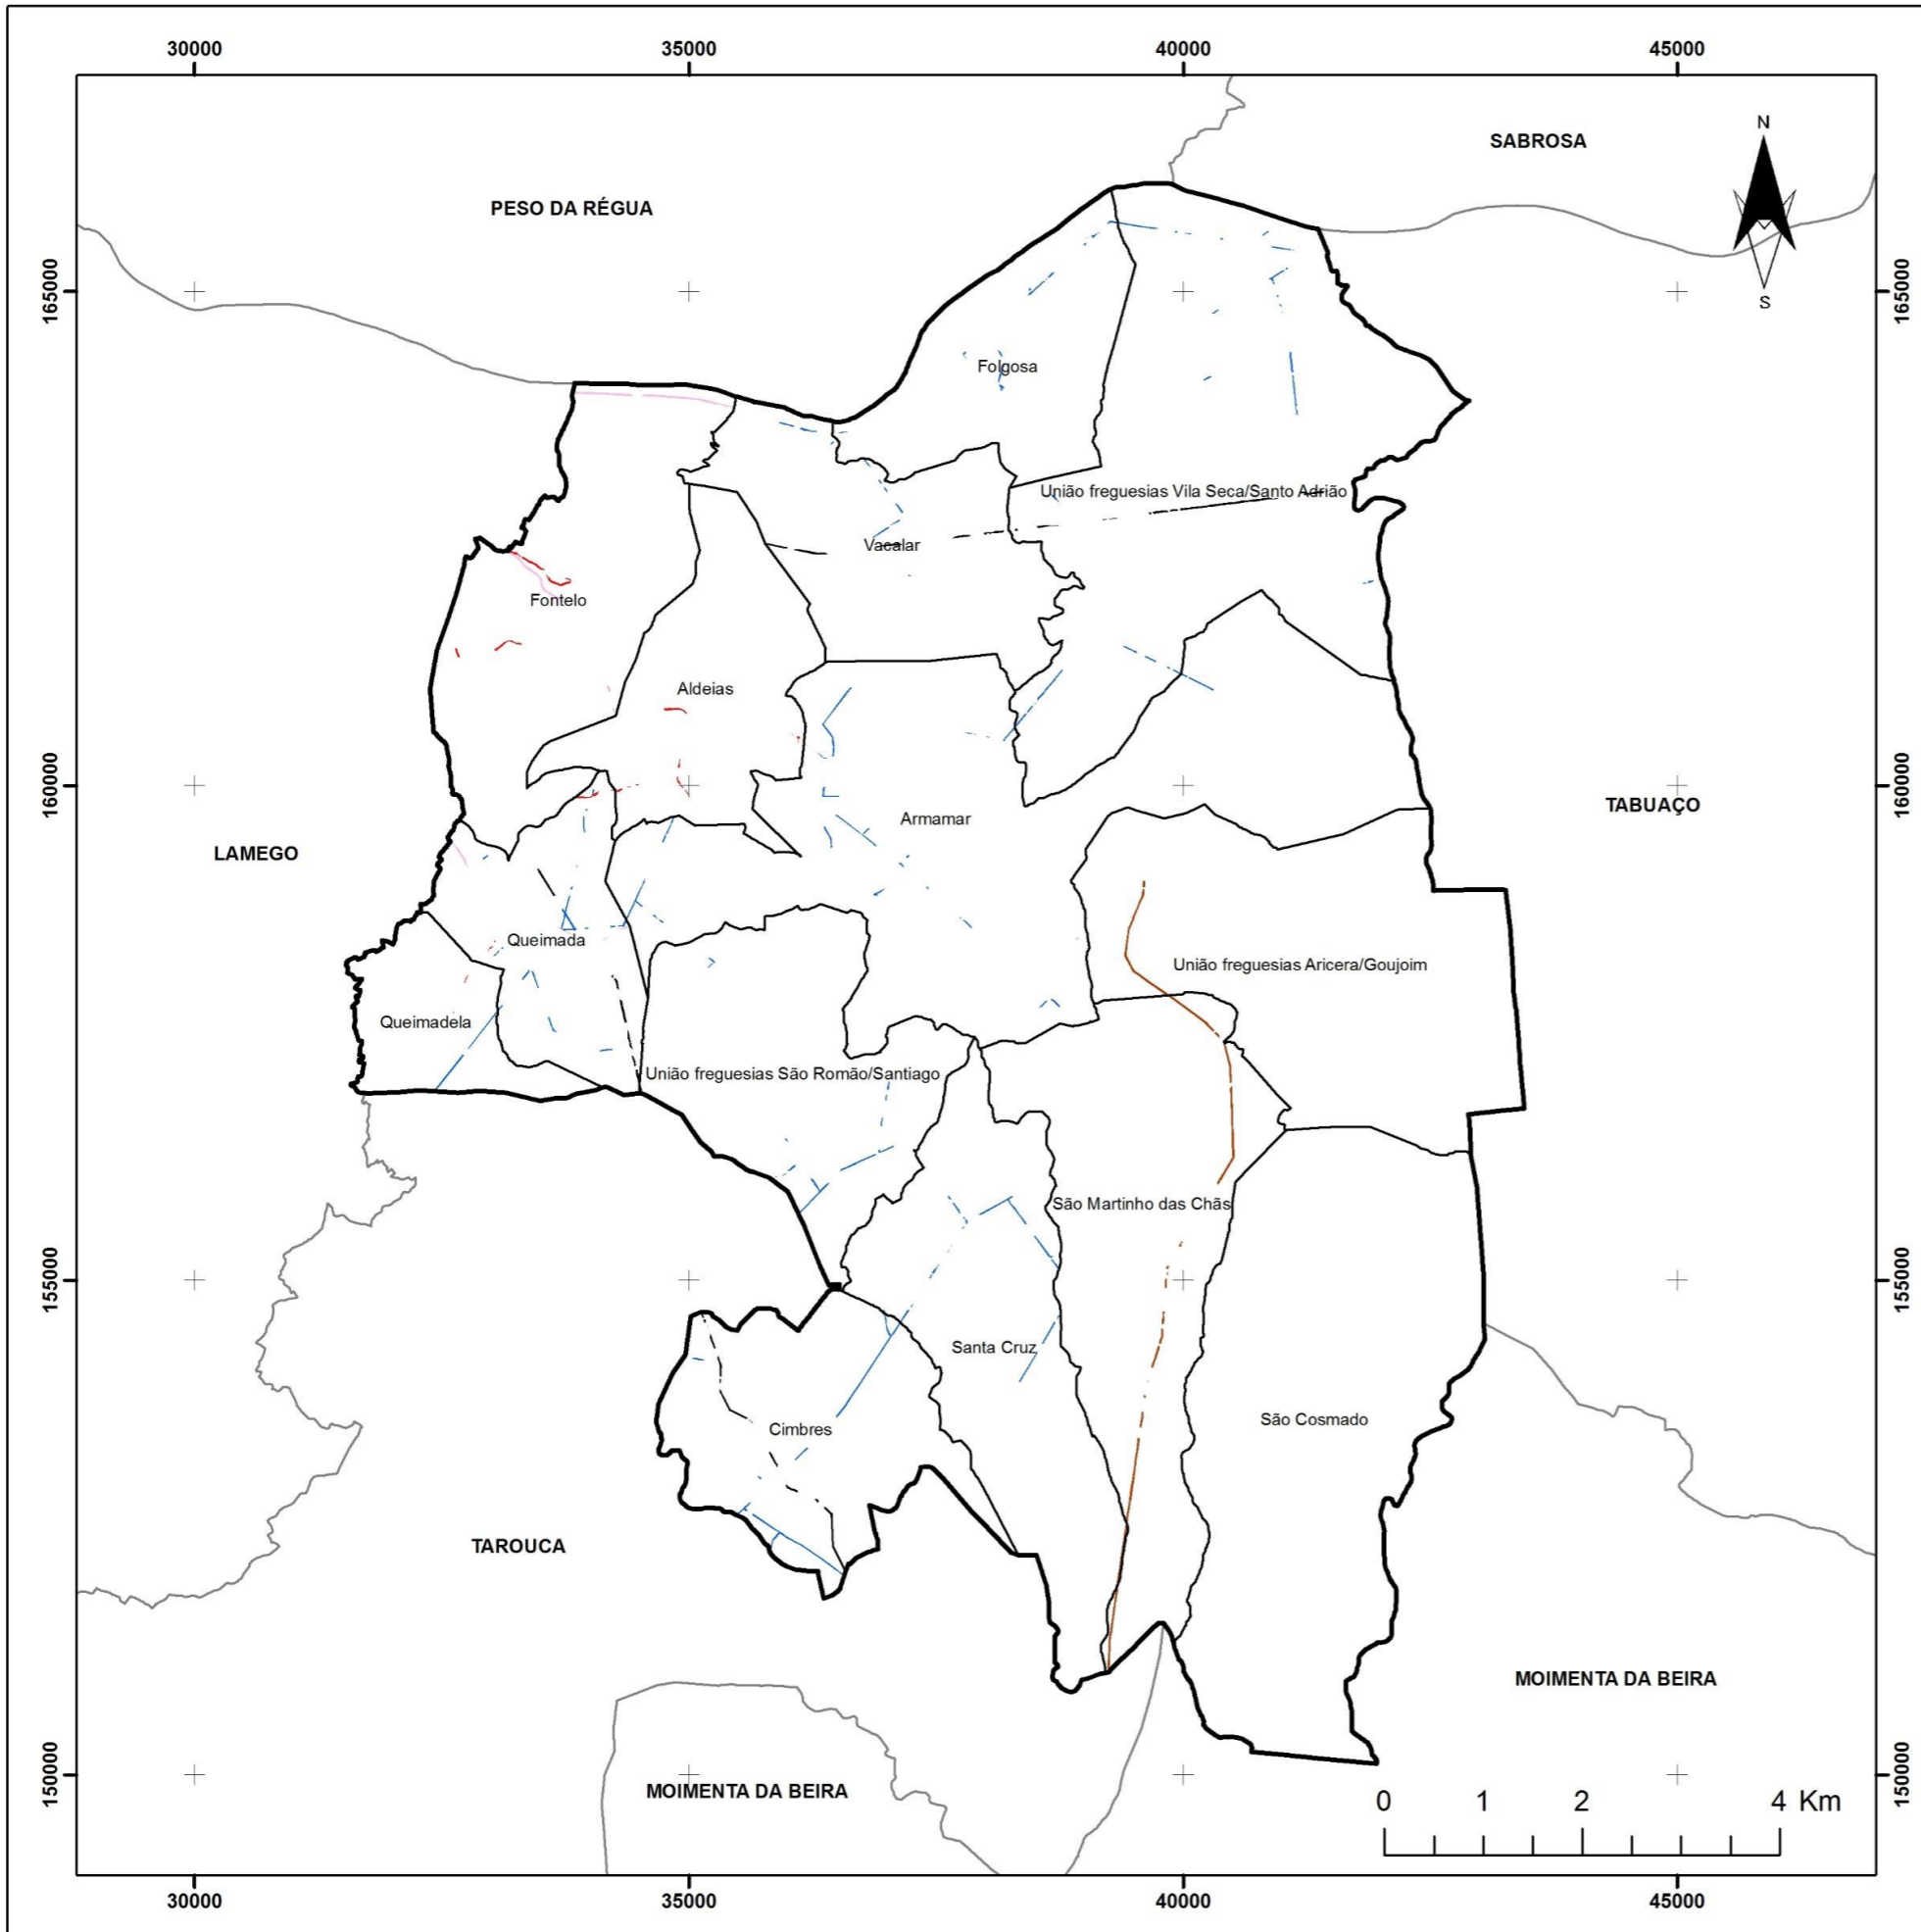 30000 35000 40000 45000
N
SABROSA
PESO DA RÉGUA
165000 165000
S
Folgosa
União freguesias Vila Seca/Santo Adrião
Vacalar
Fontelo
Aldeias
160000 160000
TABUAÇO
Armamar
LAMEGO
Queimada
União freguesias Aricera/Goujoim
Queimadela
União freguesias São Romão/Santiago
São Martinho das Chãs
155000 155000
Santa Cruz
São Cosmado
Cimbres
TAROUCA
MOIMENTA DA BEIRA
150000 150000
MOIMENTA DA BEIRA
0 1 2 4 Km
30000 35000 40000 45000